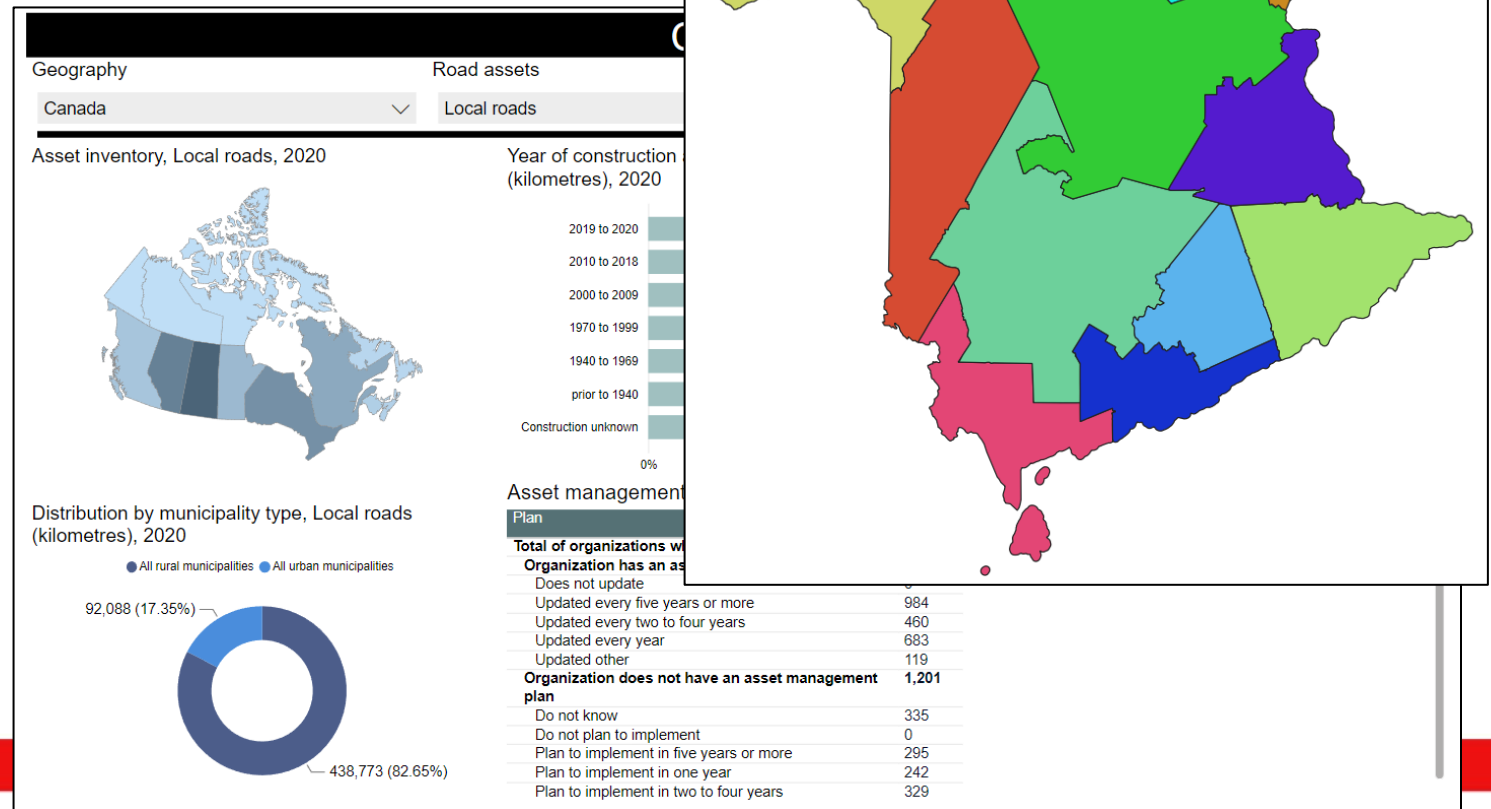 Geography
Road assets
Canada
Local roads
Asset inventory, Local roads, 2020
Year of construction
(kilometres), 2020
2019 to 2020
2010 to 2018
2000 to 2009
1970 to 1999
1940 to 1969
prior to 1940
Construction unknown
0%
Distribution by municipality type, Local roads
(kilometres), 2020
All rural municipalities
All urban municipalities
92,088 (17.35%)
438,773 (82.65%)
Asset management
Plan
Total of organizations
Organization has an
Does not update
Updated every five years or more 984
Updated every two to four years 460
Updated every year 683
Updated other 119
Organization does not have an asset management 1,201
plan
Do not know 335
Do not plan to implement 0
Plan to implement in five years or more 295
Plan to implement in one year 242
Plan to implement in two to four years 329